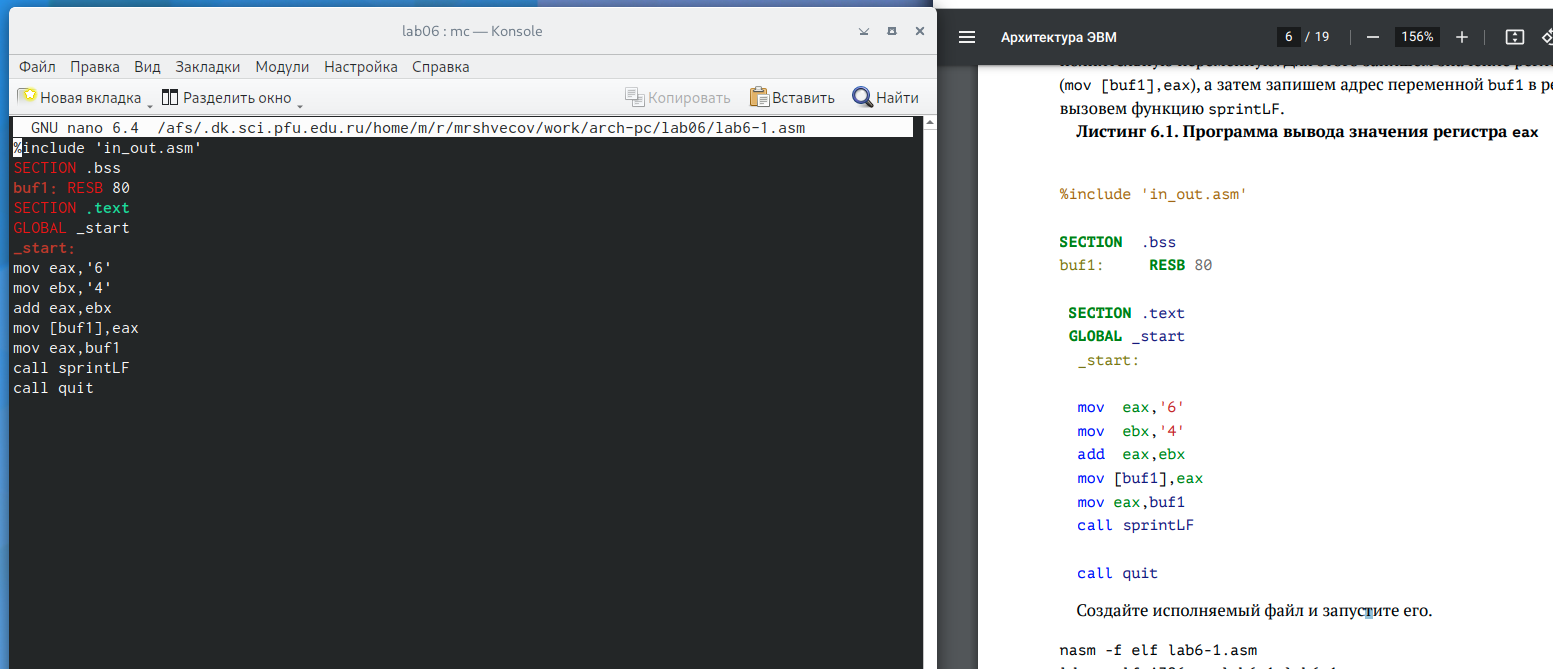 lab06 : mc — Konsole
Файл Правка Вид Закладки Модули Настройка Справка
Новая вкладка Разделить окно Копировать Вставить Найти
GNU nano 6.4 /afs/.dk.sci.pfu.edu.ru/home/m/r/mrshvecov/work/arch-pc/lab06/lab6-1.asm
%include 'in_out.asm'
SECTION .bss
buf1: RESB 80
SECTION .text
GLOBAL _start
_start:
mov eax,'6'
mov ebx,'4'
add eax,ebx
mov [buf1],eax
mov eax,buf1
call sprintLF
call quit
Архитектура ЭВМ 6 / 19 156%
(mov [buf1],eax), а затем запишем адрес переменной buf1 в
вызовем функцию sprintLF.
Листинг 6.1. Программа вывода значения регистра eax
%include 'in_out.asm'
SECTION .bss
buf1: RESB 80
SECTION .text
GLOBAL _start
_start:
mov eax,'6'
mov ebx,'4'
add eax,ebx
mov [buf1],eax
mov eax,buf1
call sprintLF
call quit
Создайте исполняемый файл и запустите его.
nasm -f elf lab6-1.asm